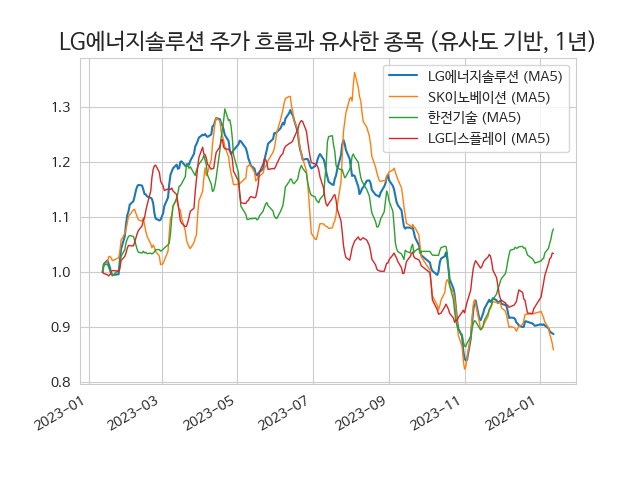 LG에너지솔루션 주가 흐름과 유사한 종목 (유사도 기반, 1년)
LG에너지솔루션 (MA5)
SK이노베이션 (MA5)
한전기술 (MA5)
LG디스플레이 (MA5)
1.3
1.2
1.1
1.0
0.9
0.8
2023-01
2023-03
2023-05
2023-07
2023-09
2023-11
2024-01